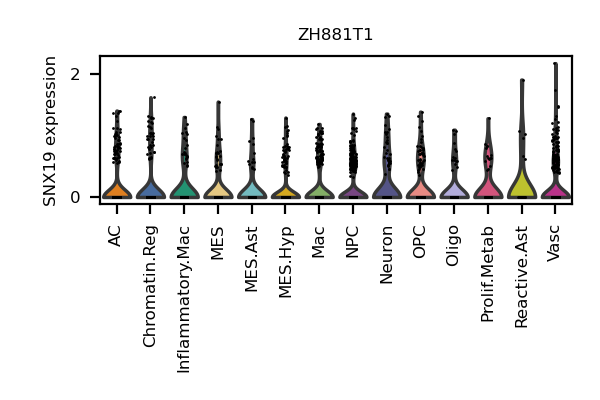 ZH881T1
SNX19 expression
2
0
AC
Chromatin.Reg
Inflammatory.Mac
MES
MES.Ast
MES.Hyp
Mac
NPC
Neuron
OPC
Oligo
Prolif.Metab
Reactive.Ast
Vasc